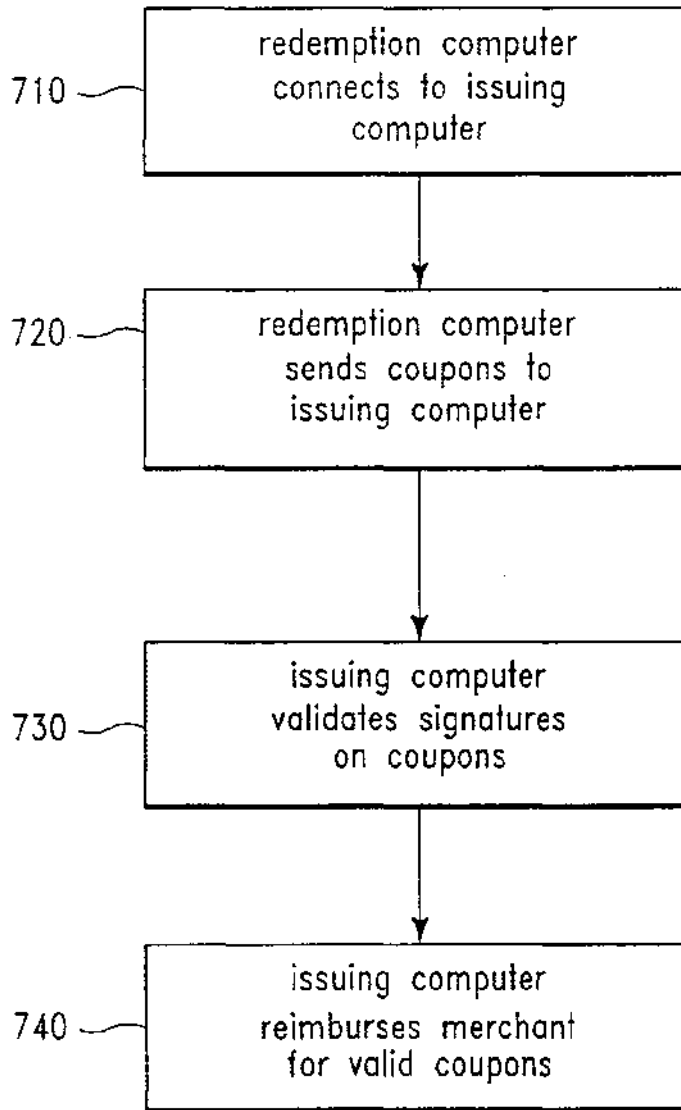 redemption computer
710 connects to issuing
computer
redemption computer
720 sends coupons to
issuing computer
issuing computer
730 validates signatures
on coupons
issuing computer
740 reimburses merchant
for valid coupons